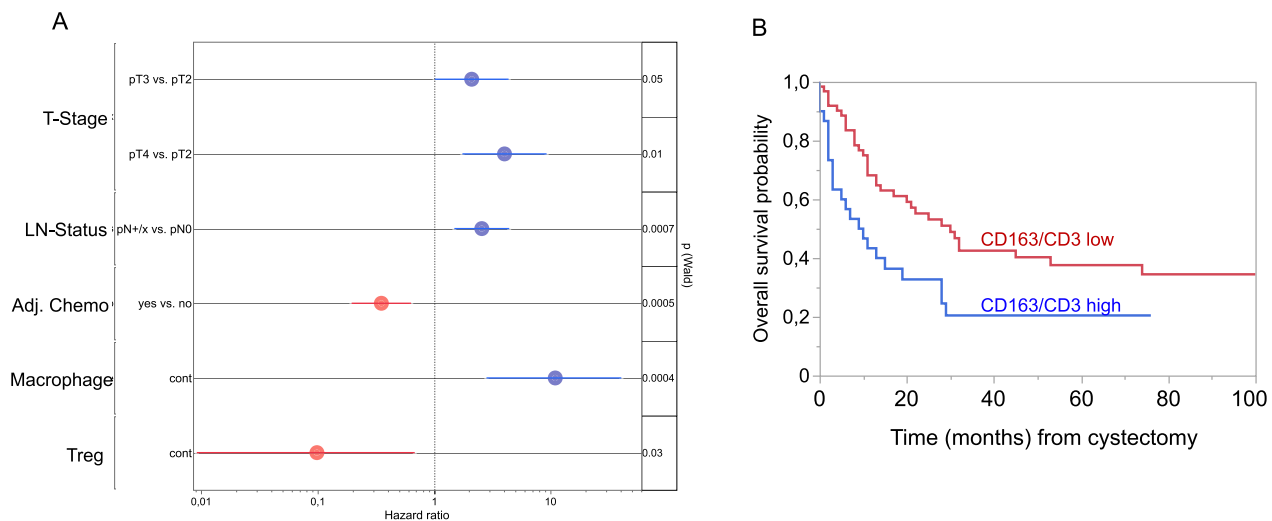 A
T-Stage
pT3 vs. pT2
0.05
pT4 vs. pT2
0.01
LN-Status
pN+/x vs. pN0
0.0007
Adj. Chemo
yes vs. no
0.0005
Macrophage
cont
0.0004
Treg
cont
0.03
p (Wald)
0,01
0,1
1
10
Hazard ratio
B
Overall survival probability
1,0
0,8
0,6
0,4
0,2
0
CD163/CD3 low
CD163/CD3 high
0
20
40
60
80
100
Time (months) from cystectomy